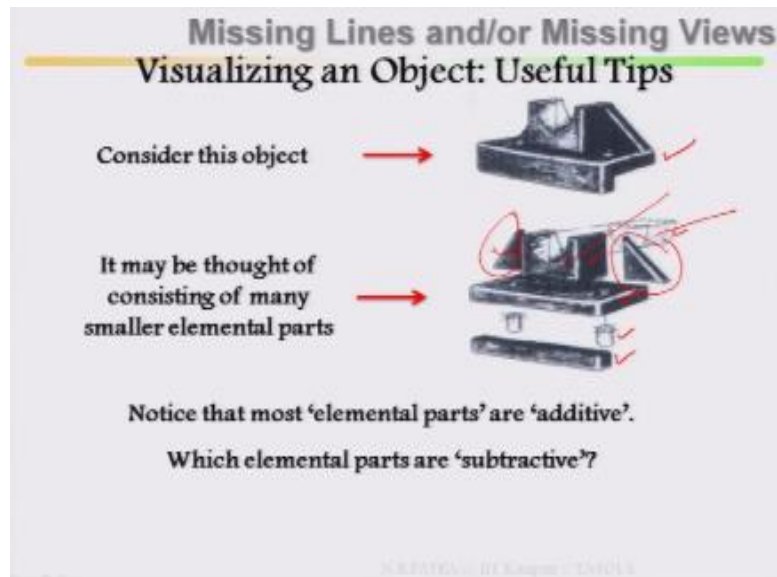 Missing Lines and/or Missing Views
Visualizing an Object: Useful Tips
Consider this object
It may be thought of
consisting of many
smaller elemental parts
Notice that most ‘elemental parts’ are ‘additive’.
Which elemental parts are ‘subtractive’?